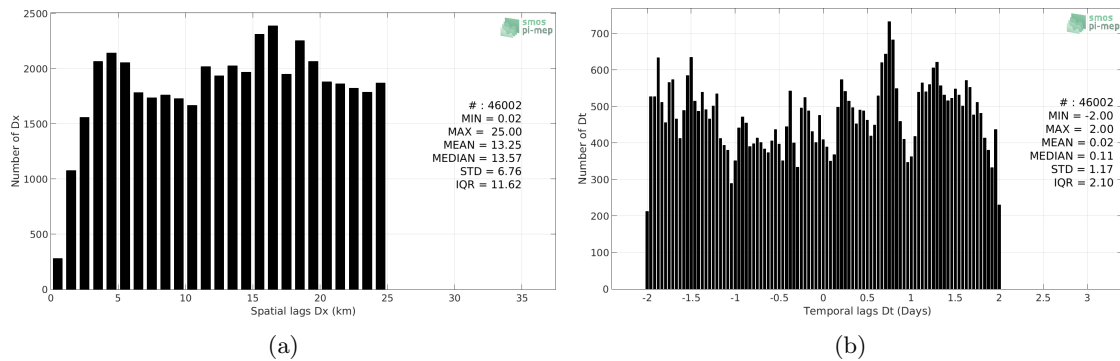 2500
2000
1500
1000
500
0
0
5
10
15
20
25
30
35
Number of Dx
Spatial lags Dx (km)
smos
pi-mep
# : 46002
MIN = 0.02
MAX = 25.00
MEAN = 13.25
MEDIAN = 13.57
STD = 6.76
IQR = 11.62
(a)
700
600
500
400
300
200
100
0
-2
-1.5
-1
-0.5
0
0.5
1
1.5
2
2.5
3
Number of Dt
Temporal lags Dt (Days)
smos
pi-mep
# : 46002
MIN = -2.00
MAX = 2.00
MEAN = 0.02
MEDIAN = 0.11
STD = 1.17
IQR = 2.10
(b)